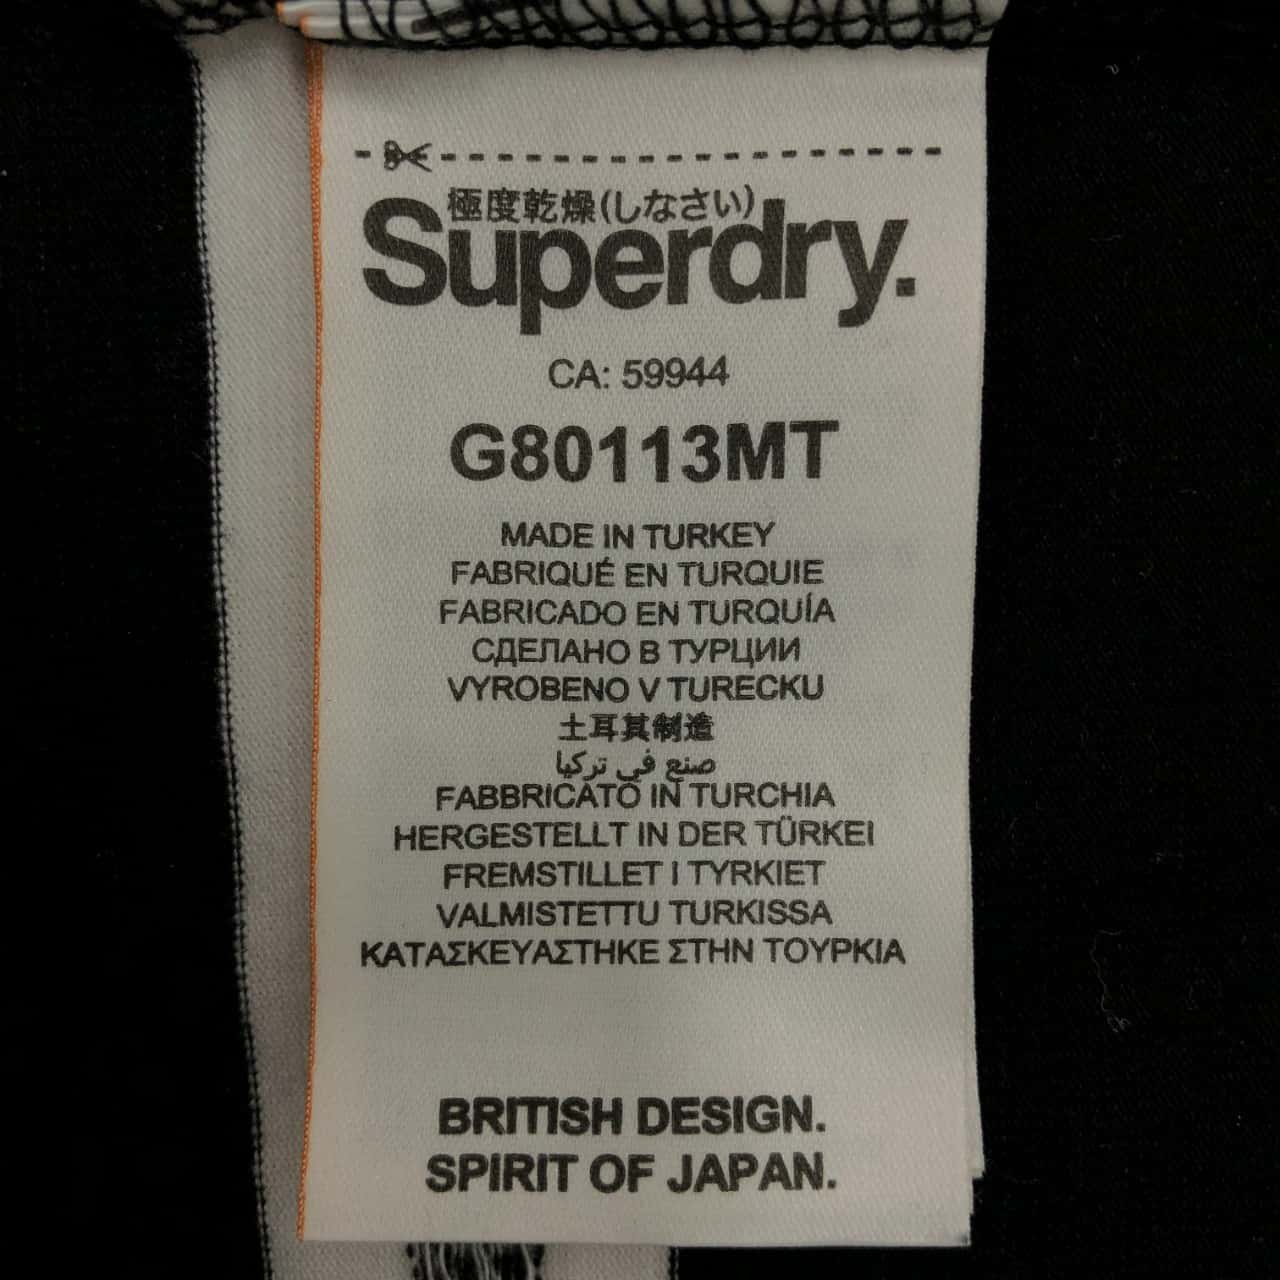 極度乾燥(しなさい)
Superdry.
CA: 59944
G80113MT
MADE IN TURKEY
FABRIQUÉ EN TURQUIE
FABRICADO EN TURQUÍA
СДЕЛАНО В ТУРЦИИ
VYROBENO V TURECKU
土耳其制造
صنع في تركيا
FABBRICATO IN TURCHIA
HERGESTELLT IN DER TÜRKEI
FREMSTILLET I TYRKIET
VALMISTETTU TURKISSA
ΚΑΤΑΣΚΕΥΑΣΤΗΚΕ ΣΤΗΝ ΤΟΥΡΚΙΑ
BRITISH DESIGN.
SPIRIT OF JAPAN.